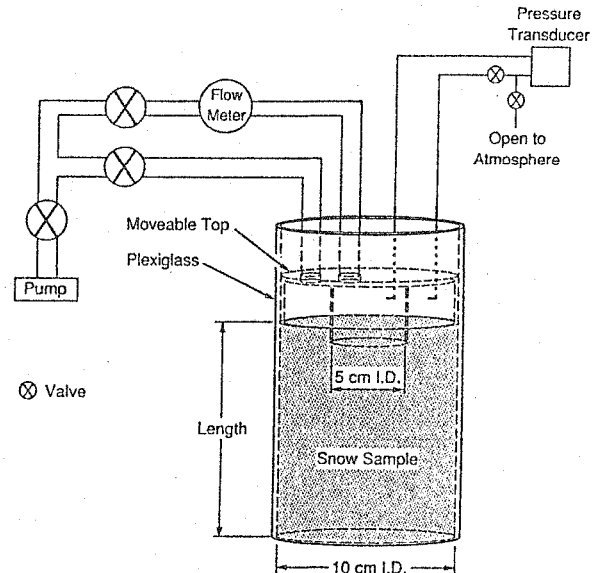 Pressure
Transducer
Flow
Meter
Open to
Atmosphere
Moveable Top
Plexiglass
Pump
5 cm I.D.
Valve
Length
Snow Sample
10 cm I.D.